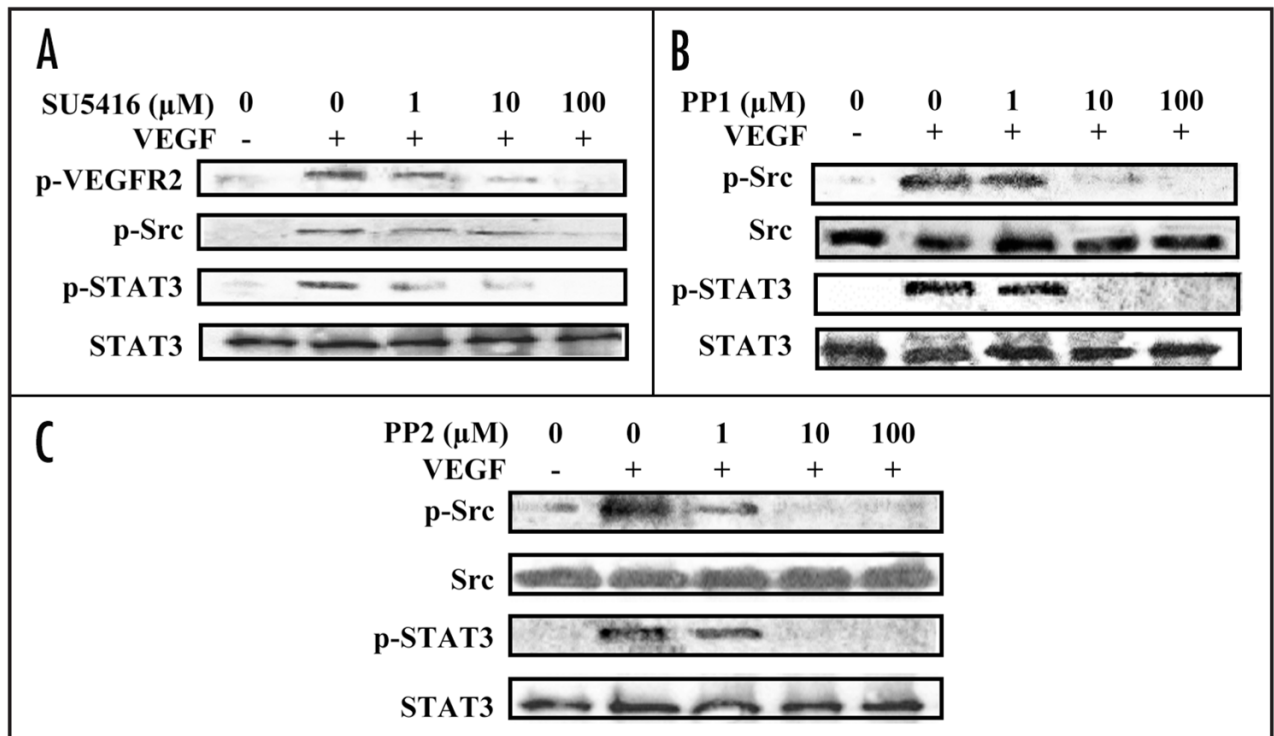 A
SU5416 (µM) 0 0 1 10 100
VEGF - + + + +
p-VEGFR2
p-Src
p-STAT3
STAT3
B
PP1 (µM) 0 0 1 10 100
VEGF - + + + +
p-Src
Src
p-STAT3
STAT3
C
PP2 (µM) 0 0 1 10 100
VEGF - + + + +
p-Src
Src
p-STAT3
STAT3